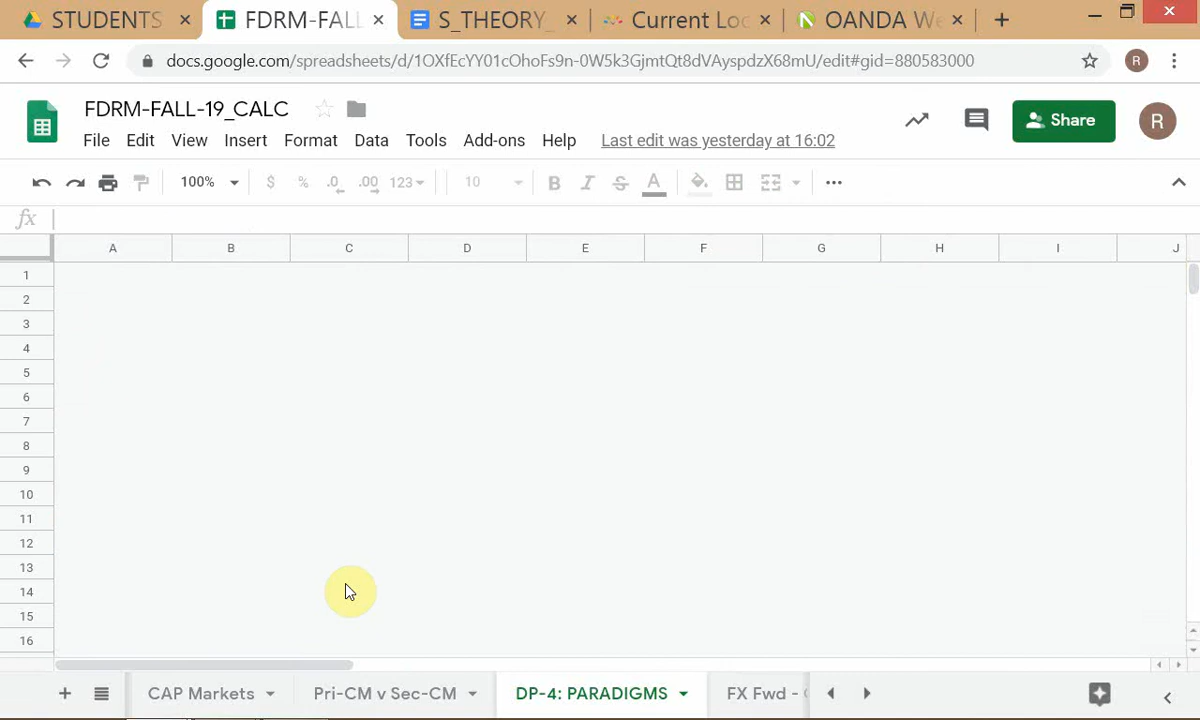 STUDENTS FDRM-FALL S_THEORY_ Current Loc OANDA We
docs.google.com/spreadsheets/d/1OXfEcYY01cOhoFs9n-0W5k3GjmtQt8dVAyspdzX68mU/edit#gid=880583000 R
FDRM-FALL-19_CALC Share R
File Edit View Insert Format Data Tools Add-ons Help Last edit was yesterday at 16:02
100% $ % .0 .00 123 10 B I S A
fx
A B C D E F G H I J
1
2
3
4
5
6
7
8
9
10
11
12
13
14
15
16
CAP Markets Pri-CM v Sec-CM DP-4: PARADIGMS FX Fwd -